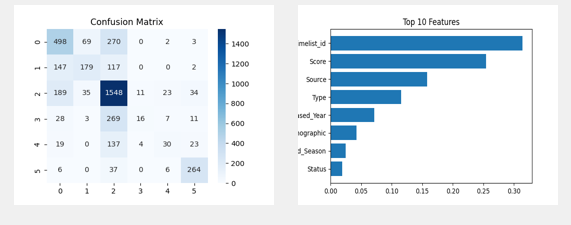 Confusion Matrix
0 498 69 270 0 2 3
1 147 179 117 0 0 2
2 189 35 1548 11 23 34
3 28 3 269 16 7 11
4 19 0 137 4 30 23
5 6 0 37 0 6 264
0 1 2 3 4 5
1400
1200
1000
800
600
400
200
0
Top 10 Features
imelist_id
Score
Source
Type
ased_Year
nographic
d_Season
Status
0.00 0.05 0.10 0.15 0.20 0.25 0.30